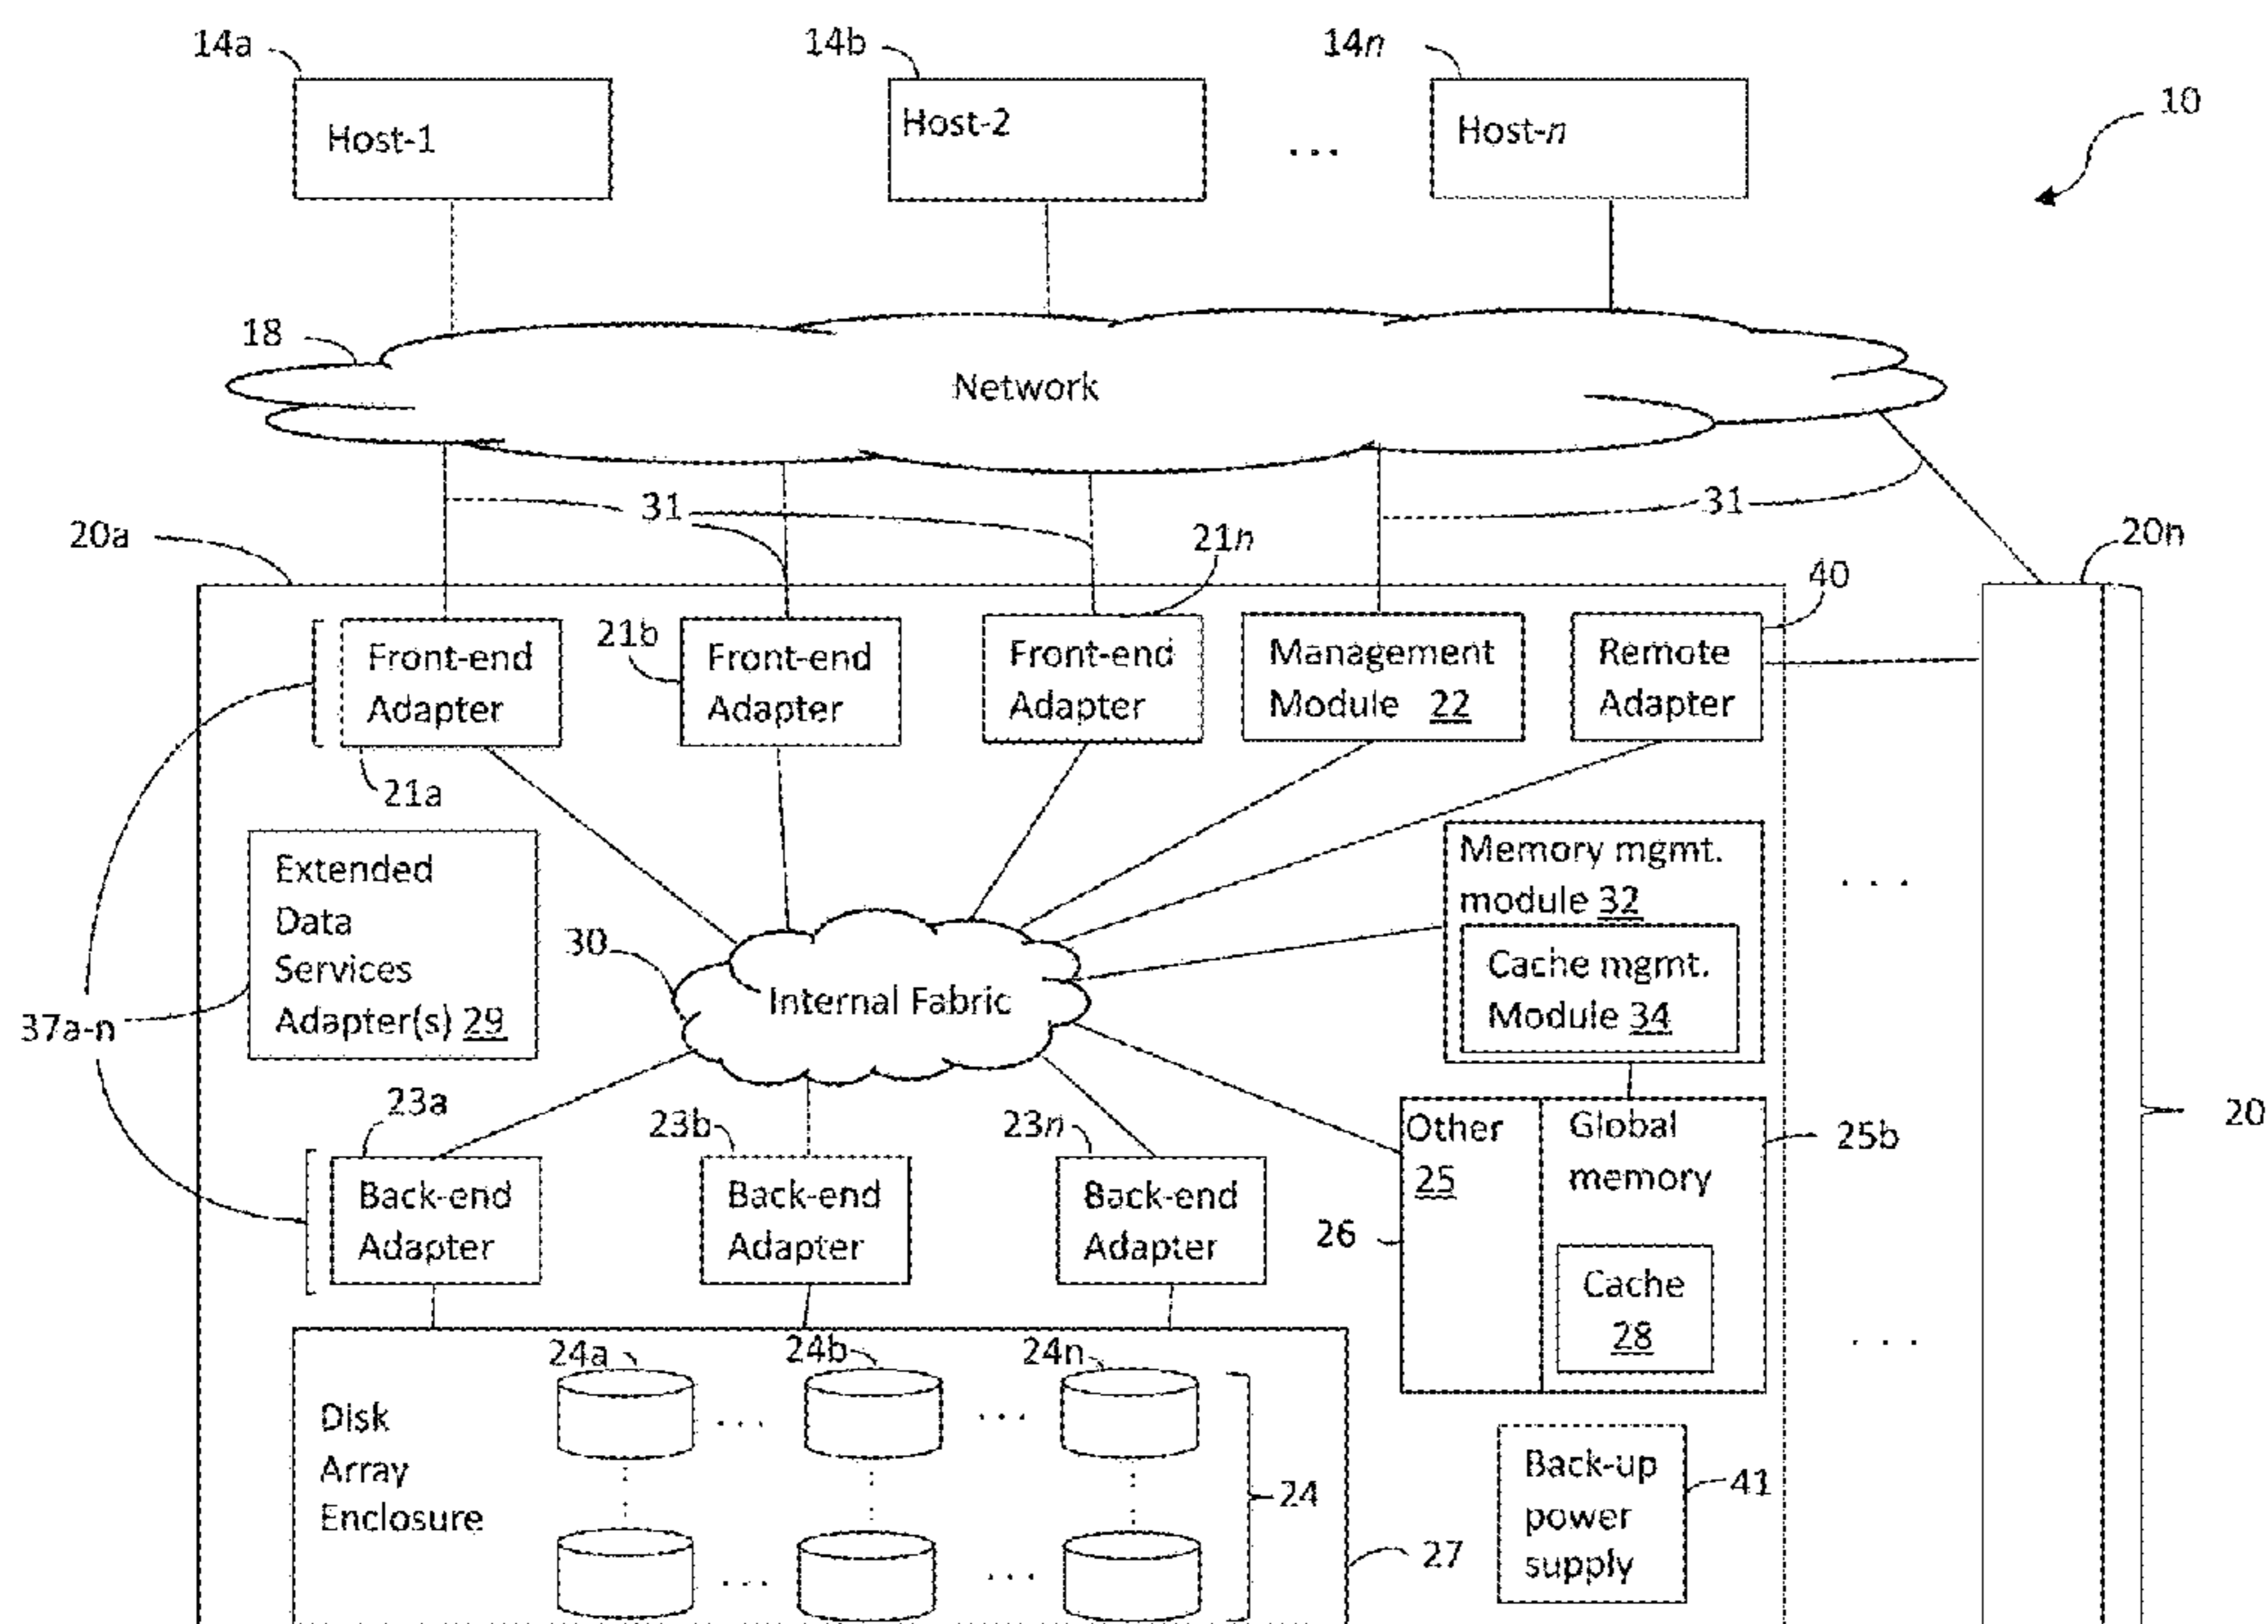 14a
14b
14n
10
Host-1
Host-2
...
Host-n
18
Network
31
31
20a
21n
20n
40
Front-end
Adapter
21b
Front-end
Adapter
Front-end
Adapter
Management
Module 22
Remote
Adapter
21a
Extended
Data
Services
Adapter(s) 29
Memory mgmt.
module 32
Cache mgmt.
Module 34
...
30
Internal Fabric
37a-n
23a
23b
23n
Other
25
Global
memory
25b
20
Back-end
Adapter
Back-end
Adapter
Back-end
Adapter
26
Cache
28
...
24a
24b
24n
Disk
Array
Enclosure
...
...
24
Back-up
power
supply
41
27
...
...